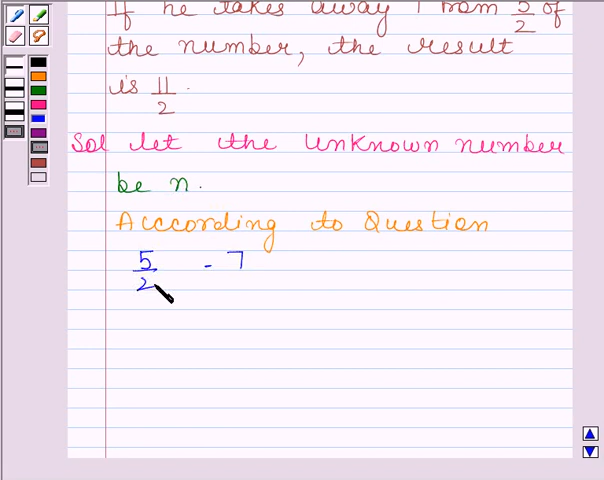 If he takes away 7 from 5/2 of
the number, the result
is 11/2.
Sol let the unknown number
be n.
According to Question
5/2 - 7